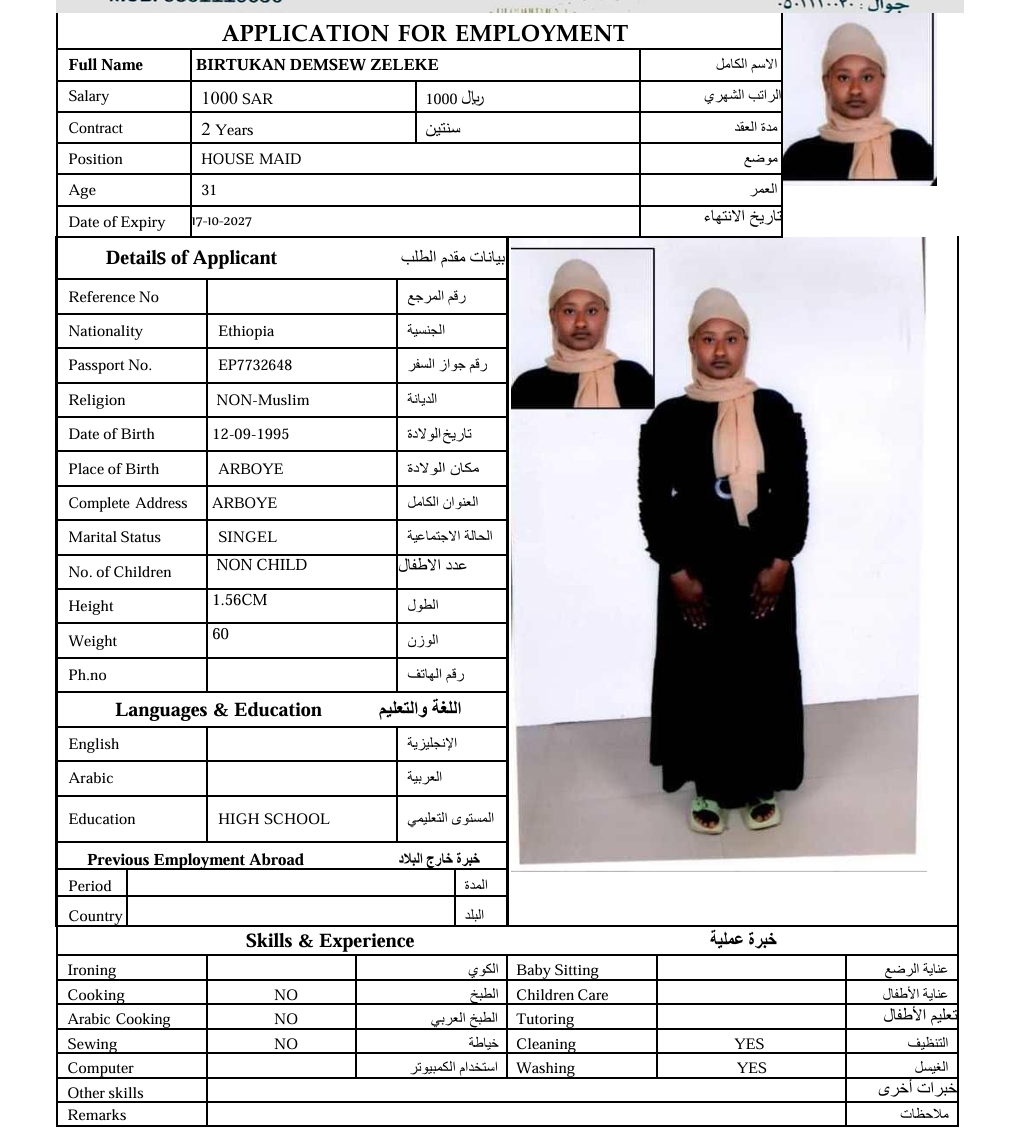 جوال : ٠٥٠١١١٠٠٢٠
APPLICATION FOR EMPLOYMENT
Full Name BIRTUKAN DEMSEW ZELEKE الاسم الكامل
Salary 1000 SAR 1000 ريال الراتب الشهري
Contract 2 Years سنتين مدة العقد
Position HOUSE MAID موضع
Age 31 العمر
Date of Expiry 17-10-2027 تاريخ الانتهاء
DetailS of Applicant بيانات مقدم الطلب
Reference No رقم المرجع
Nationality Ethiopia الجنسية
Passport No. EP7732648 رقم جواز السفر
Religion NON-Muslim الديانة
Date of Birth 12-09-1995 تاريخ الولادة
Place of Birth ARBOYE مكان الولادة
Complete Address ARBOYE العنوان الكامل
Marital Status SINGEL الحالة الاجتماعية
No. of Children NON CHILD عدد الاطفال
Height 1.56CM الطول
Weight 60 الوزن
Ph.no رقم الهاتف
Languages & Education اللغة والتعليم
English الإنجليزية
Arabic العربية
Education HIGH SCHOOL المستوى التعليمي
Previous Employment Abroad خبرة خارج البلاد
Period المدة
Country البلد
Skills & Experience خبرة عملية
Ironing الكوي Baby Sitting عناية الرضع
Cooking NO الطبخ Children Care عناية الأطفال
Arabic Cooking NO الطبخ العربي Tutoring تعليم الأطفال
Sewing NO خياطة Cleaning YES التنظيف
Computer استخدام الكمبيوتر Washing YES الغيسل
Other skills خبرات أخرى
Remarks ملاحظات